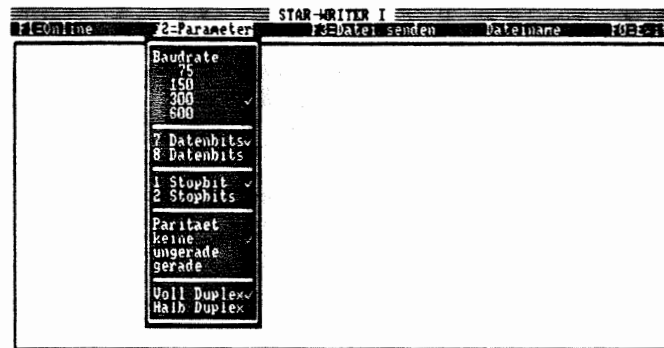 STAR-WRITER I
F1=Online F2=Parameter F3=Datei senden Dateiname
Baudrate
75
150
300 ✓
600
7 Datenbits ✓
8 Datenbits
1 Stopbit ✓
2 Stopbits
Paritaet
keine ✓
ungerade
gerade
Voll Duplex ✓
Halb Duplex